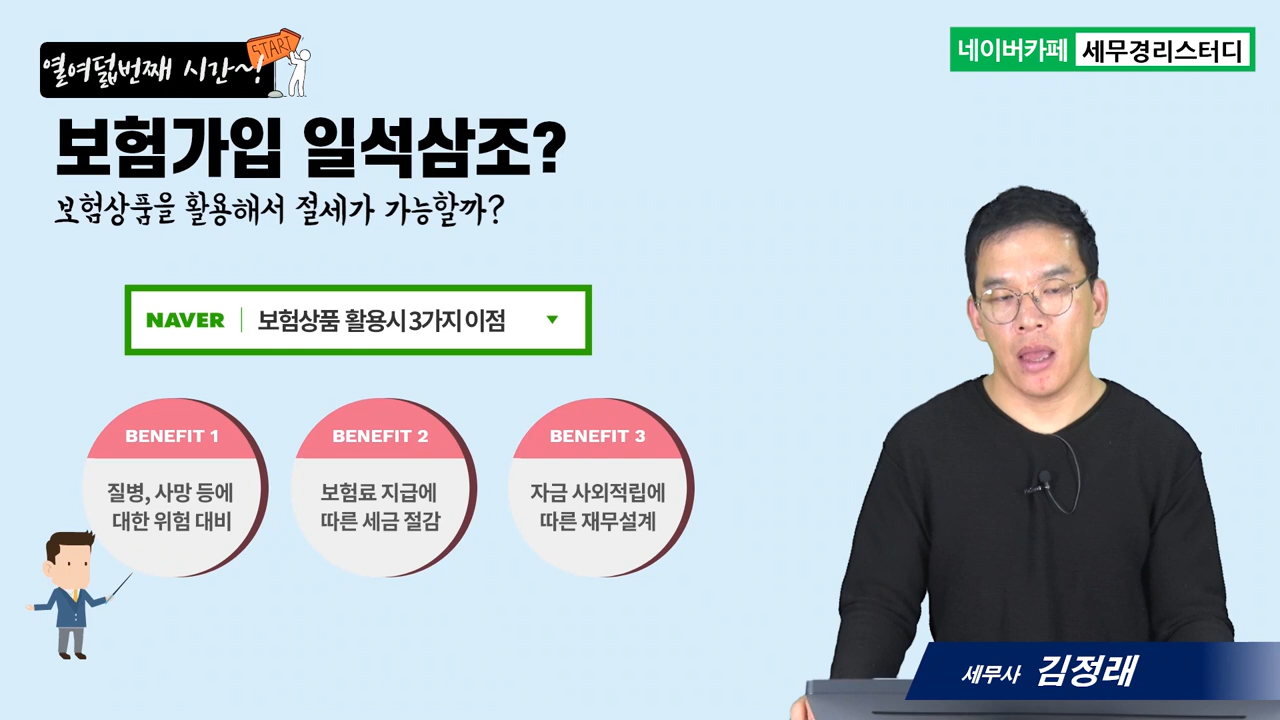 열여덟번째 시간~!
START
네이버카페 세무경리스터디
보험가입 일석삼조?
보험상품을 활용해서 절세가 가능할까?
NAVER 보험상품 활용시 3가지 이점
BENEFIT 1
질병, 사망 등에
대한 위험 대비
BENEFIT 2
보험료 지급에
따른 세금 절감
BENEFIT 3
자금 사외적립에
따른 재무설계
세무사 김정래